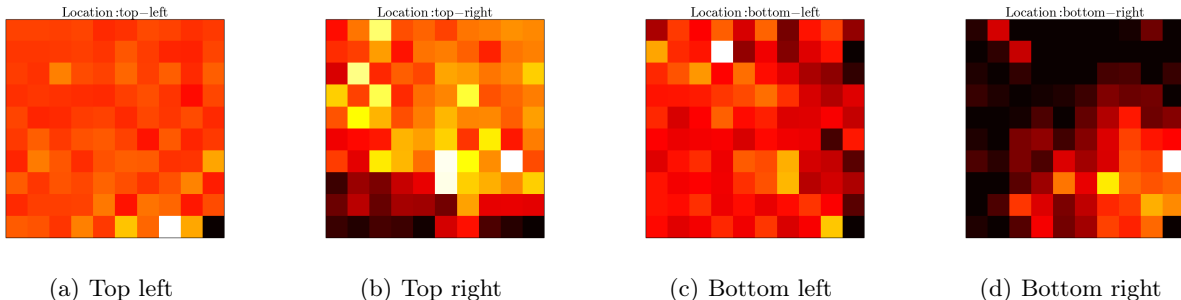 Location:top−left
Location:top−right
Location:bottom−left
Location:bottom−right
(a) Top left
(b) Top right
(c) Bottom left
(d) Bottom right